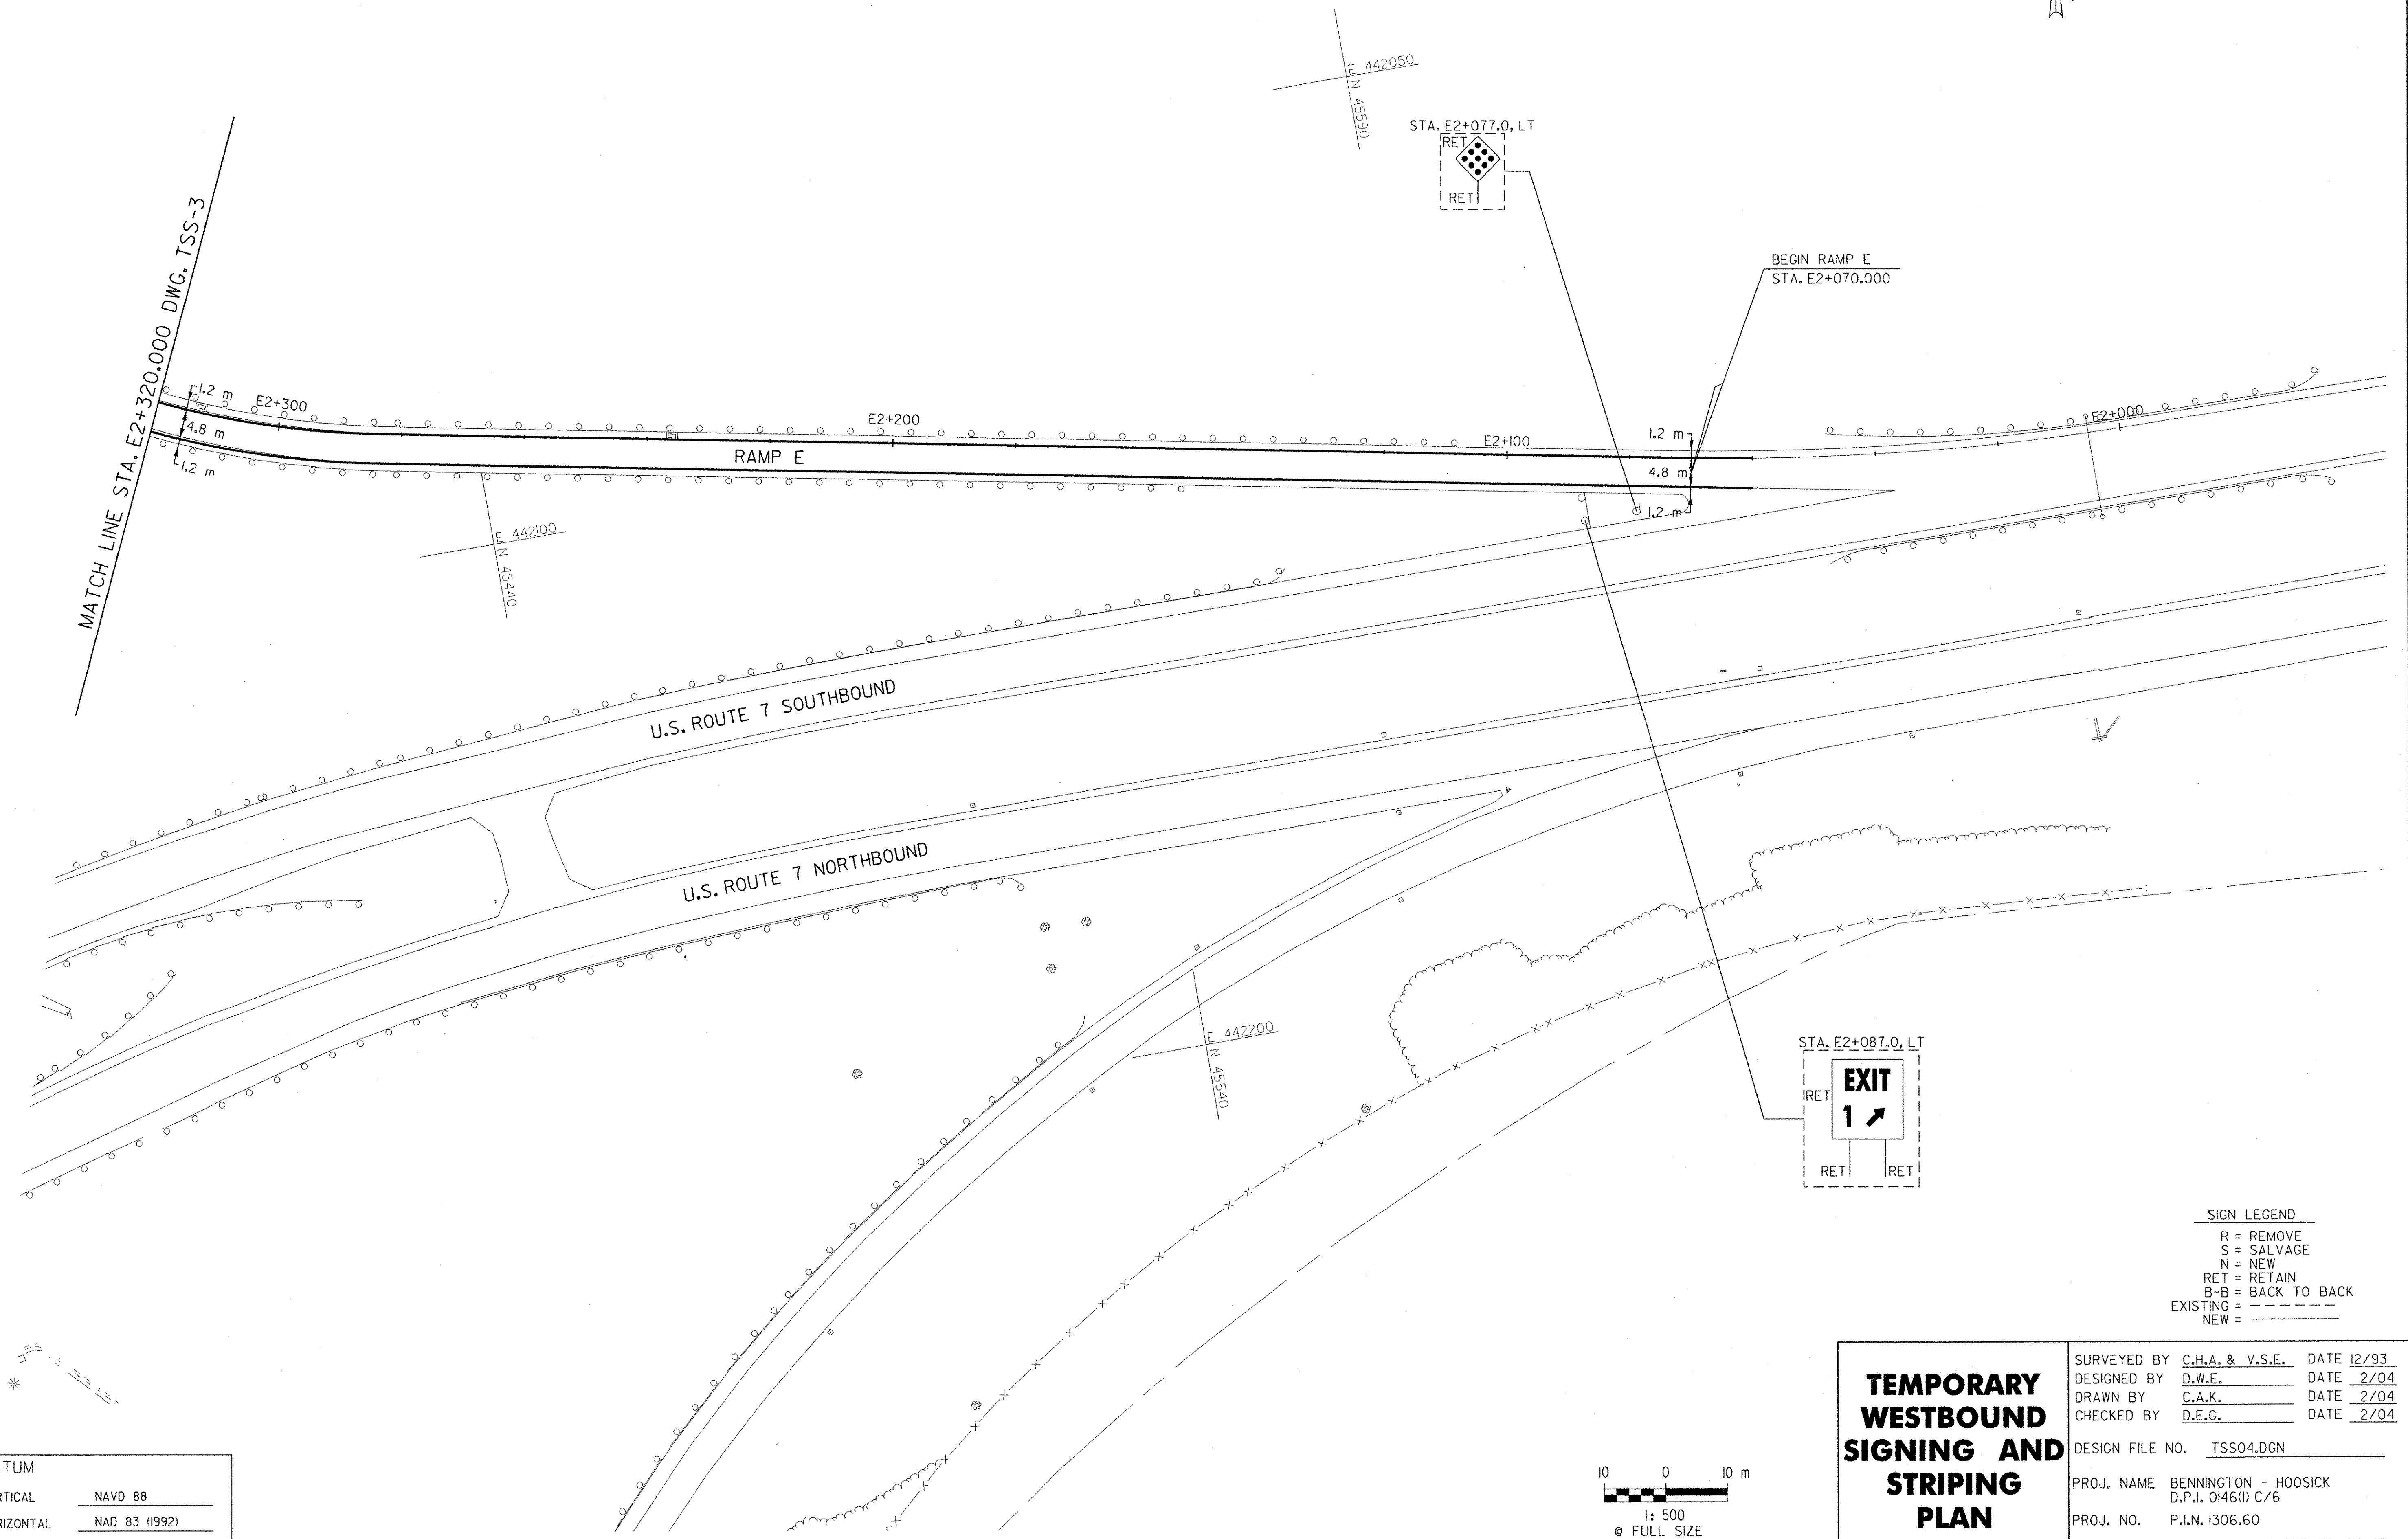 E 442050
N 45590
STA. E2+077.0, LT
RET
RET
BEGIN RAMP E
STA. E2+070.000
MATCH LINE STA. E2+320.000 DWG. TSS-3
1.2 m
4.8 m
1.2 m
E2+300
E2+200
E2+100
E2+000
RAMP E
1.2 m
4.8 m
1.2 m
E 442100
N 45440
U.S. ROUTE 7 SOUTHBOUND
U.S. ROUTE 7 NORTHBOUND
E 442200
N 45540
STA. E2+087.0, LT
RET
EXIT
1
RET
RET
SIGN LEGEND
R = REMOVE
S = SALVAGE
N = NEW
RET = RETAIN
B-B = BACK TO BACK
EXISTING =
NEW =
TUM
RTICAL NAVD 88
RIZONTAL NAD 83 (1992)
10 0 10 m
1: 500
@ FULL SIZE
TEMPORARY
WESTBOUND
SIGNING AND
STRIPING
PLAN
SURVEYED BY C.H.A. & V.S.E. DATE 12/93
DESIGNED BY D.W.E. DATE 2/04
DRAWN BY C.A.K. DATE 2/04
CHECKED BY D.E.G. DATE 2/04
DESIGN FILE NO. TSS04.DGN
PROJ. NAME BENNINGTON - HOOSICK
D.P.I. 0146(1) C/6
PROJ. NO. P.I.N. 1306.60